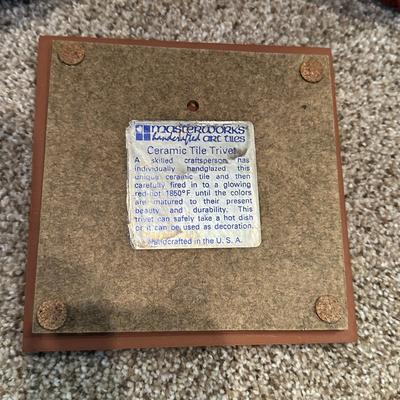 masterworks®
handcrafted art tiles
Ceramic Tile Trivet
A skilled craftsperson has
individually handglazed this
unique ceramic tile and then
carefully fired in to a glowing
red-hot 1850°F until the colors
are matured to their present
beauty and durability. This
trivet can safely take a hot dish
or it can be used as decoration.
Handcrafted in the U. S. A.